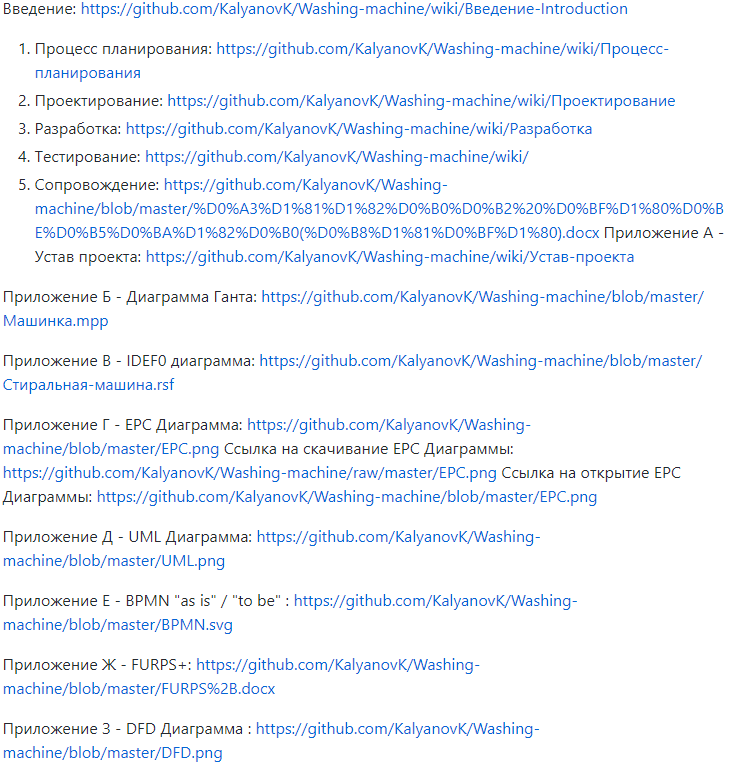 Введение: https://github.com/KalyanovK/Washing-machine/wiki/Введение-Introduction
1. Процесс планирования: https://github.com/KalyanovK/Washing-machine/wiki/Процесс-
планирования
2. Проектирование: https://github.com/KalyanovK/Washing-machine/wiki/Проектирование
3. Разработка: https://github.com/KalyanovK/Washing-machine/wiki/Разработка
4. Тестирование: https://github.com/KalyanovK/Washing-machine/wiki/
5. Сопровождение: https://github.com/KalyanovK/Washing-
machine/blob/master/%D0%A3%D1%81%D1%82%D0%B0%D0%B2%20%D0%BF%D1%80%D0%B
E%D0%B5%D0%BA%D1%82%D0%B0(%D0%B8%D1%81%D0%BF%D1%80).docx Приложение А -
Устав проекта: https://github.com/KalyanovK/Washing-machine/wiki/Устав-проекта
Приложение Б - Диаграмма Ганта: https://github.com/KalyanovK/Washing-machine/blob/master/
Машинка.mpp
Приложение В - IDEF0 диаграмма: https://github.com/KalyanovK/Washing-machine/blob/master/
Стиральная-машина.rsf
Приложение Г - EPC Диаграмма: https://github.com/KalyanovK/Washing-
machine/blob/master/EPC.png Ссылка на скачивание EPC Диаграммы:
https://github.com/KalyanovK/Washing-machine/raw/master/EPC.png Ссылка на открытие EPC
Диаграммы: https://github.com/KalyanovK/Washing-machine/blob/master/EPC.png
Приложение Д - UML Диаграмма: https://github.com/KalyanovK/Washing-
machine/blob/master/UML.png
Приложение Е - BPMN "as is" / "to be" : https://github.com/KalyanovK/Washing-
machine/blob/master/BPMN.svg
Приложение Ж - FURPS+: https://github.com/KalyanovK/Washing-
machine/blob/master/FURPS%2B.docx
Приложение З - DFD Диаграмма : https://github.com/KalyanovK/Washing-
machine/blob/master/DFD.png